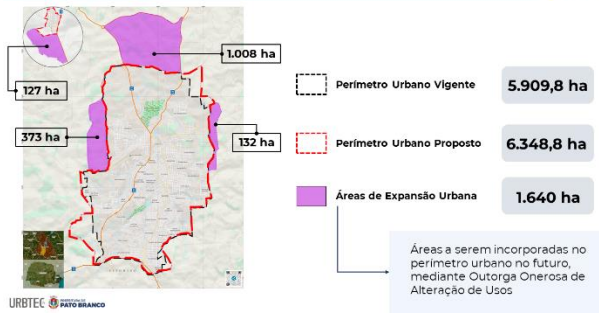 1.008 ha
127 ha
373 ha
132 ha
Perímetro Urbano Vigente
5.909,8 ha
Perímetro Urbano Proposto
6.348,8 ha
Áreas de Expansão Urbana
1.640 ha
Áreas a serem incorporadas no
perímetro urbano no futuro,
mediante Outorga Onerosa de
Alteração de Usos
URBTEC
PREFEITURA DE
PATO BRANCO